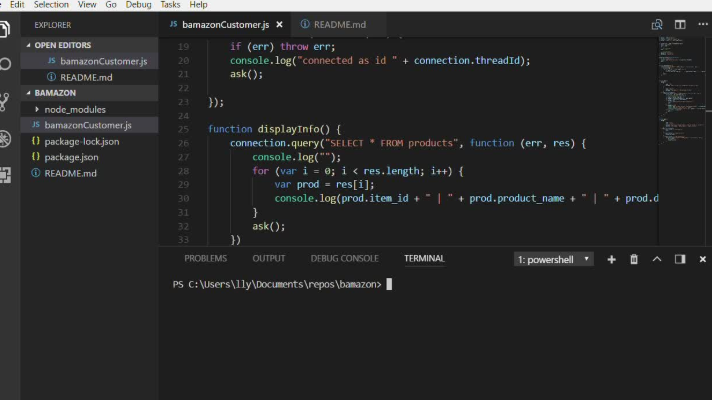 Edit Selection View Go Debug Tasks Help
EXPLORER
OPEN EDITORS
JS bamazonCustomer.js
README.md
BAMAZON
node_modules
JS bamazonCustomer.js
{} package-lock.json
{} package.json
README.md
JS bamazonCustomer.js × README.md
19 if (err) throw err;
20 console.log("connected as id " + connection.threadId);
21 ask();
22
23 });
24
25 function displayInfo() {
26 connection.query("SELECT * FROM products", function (err, res) {
27 console.log("");
28 for (var i = 0; i < res.length; i++) {
29 var prod = res[i];
30 console.log(prod.item_id + " | " + prod.product_name + " | " + prod.d
31 }
32 ask();
33 })
PROBLEMS OUTPUT DEBUG CONSOLE TERMINAL 1: powershell
PS C:\Users\lly\Documents\repos\bamazon>